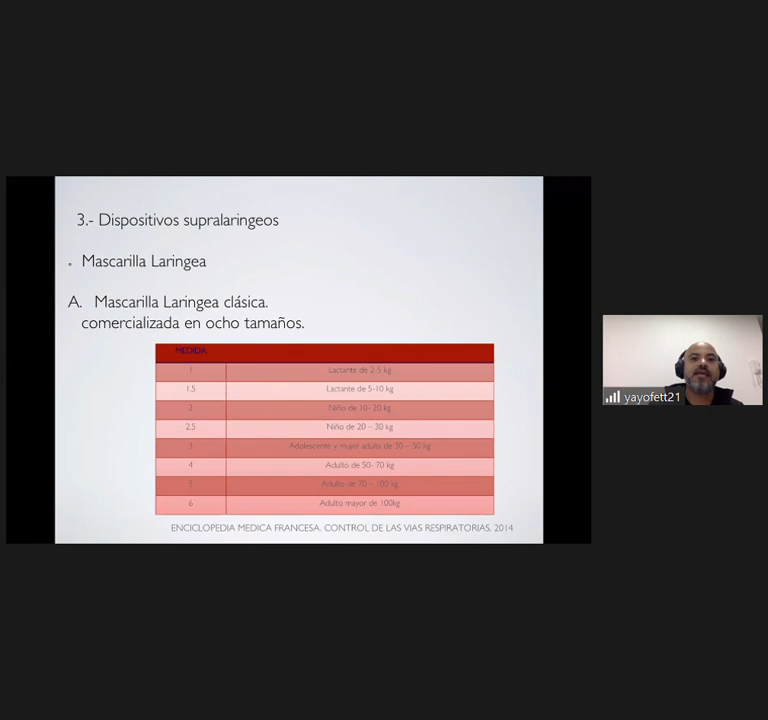 3.- Dispositivos supralaringeos
Mascarilla Laringea
A. Mascarilla Laringea clásica.
comercializada en ocho tamaños.
MEDIDA
1 Lactante de 2-5 kg
1.5 Lactante de 5-10 kg
2 Niño de 10- 20 kg
2.5 Niño de 20 – 30 kg
3 Adolescente y mujer adulta de 30 – 50 kg
4 Adulto de 50- 70 kg
5 Adulto de 70 – 100 kg
6 Adulto mayor de 100kg
ENCICLOPEDIA MEDICA FRANCESA. CONTROL DE LAS VIAS RESPIRATORIAS. 2014
yayofett21